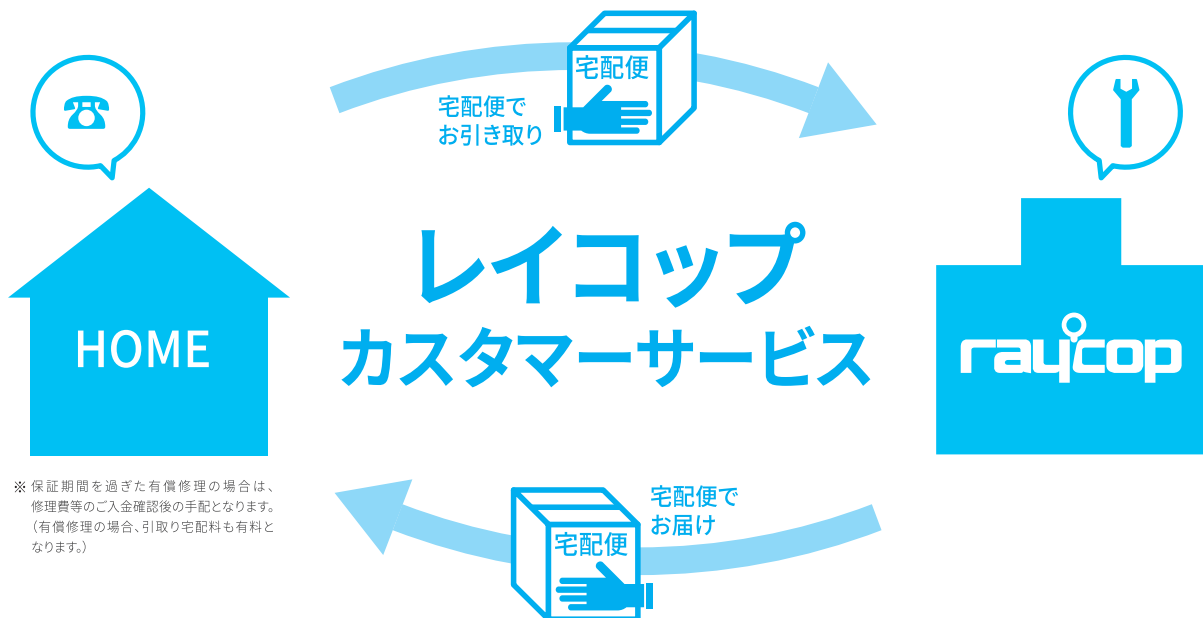 宅配便
宅配便で
お引き取り
レイコップ
カスタマーサービス
HOME
raycop
※ 保証期間を過ぎた有償修理の場合は、
修理費等のご入金確認後の手配となります。
(有償修理の場合、引取り宅配料も有料と
なります。)
宅配便で
お届け
宅配便